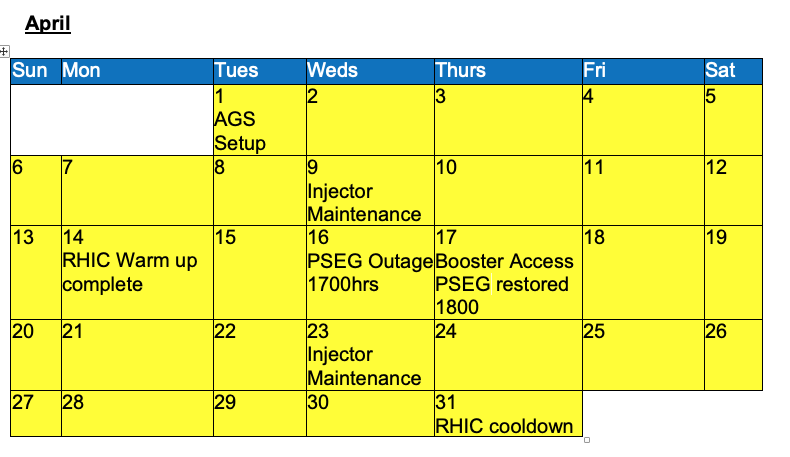 April
Sun Mon Tues Weds Thurs Fri Sat
1 2 3 4 5
AGS
Setup
6 7 8 9 10 11 12
Injector
Maintenance
13 14 15 16 17 18 19
RHIC Warm up PSEG Outage Booster Access
complete 1700hrs PSEG restored
1800
20 21 22 23 24 25 26
Injector
Maintenance
27 28 29 30 31
RHIC cooldown